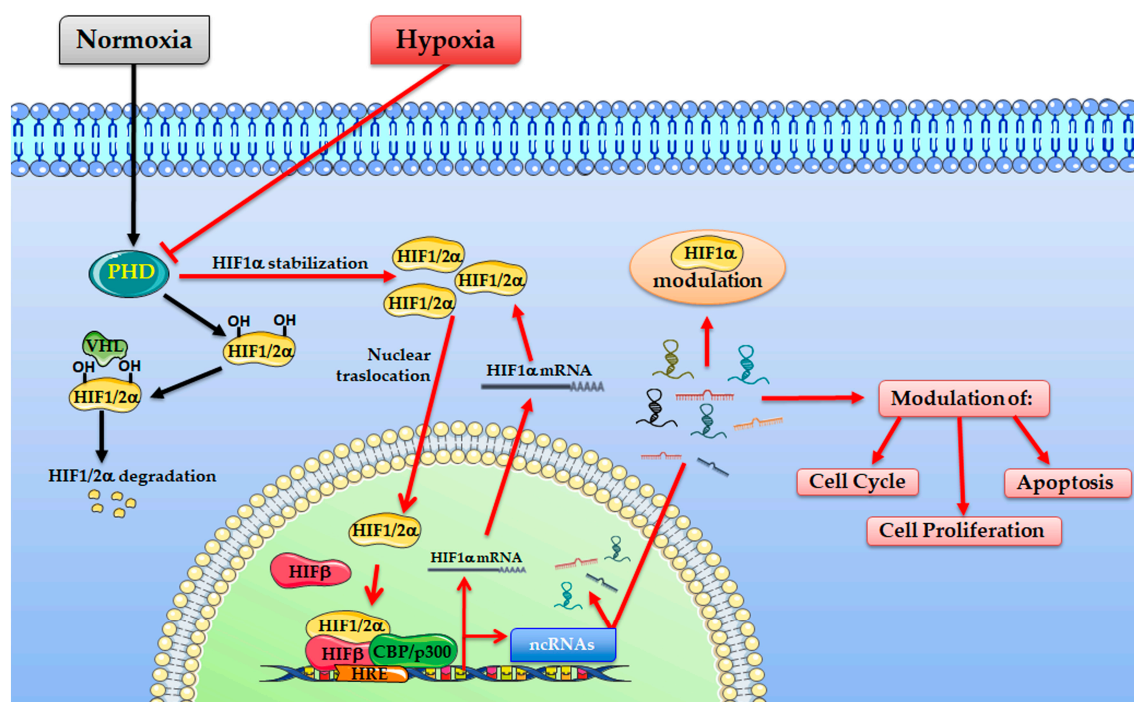 Normoxia
Hypoxia
PHD
HIF1α stabilization
HIF1/2α
HIF1/2α
HIF1/2α
HIF1α
modulation
OH
OH
HIF1/2α
VHL
OH
OH
HIF1/2α
HIF1/2α degradation
Nuclear
traslocation
HIF1α mRNA
Modulation of:
Cell Cycle
Apoptosis
Cell Proliferation
HIF1/2α
HIFβ
HIF1α mRNA
HIF1/2α
HIFβ
CBP/p300
HRE
ncRNAs